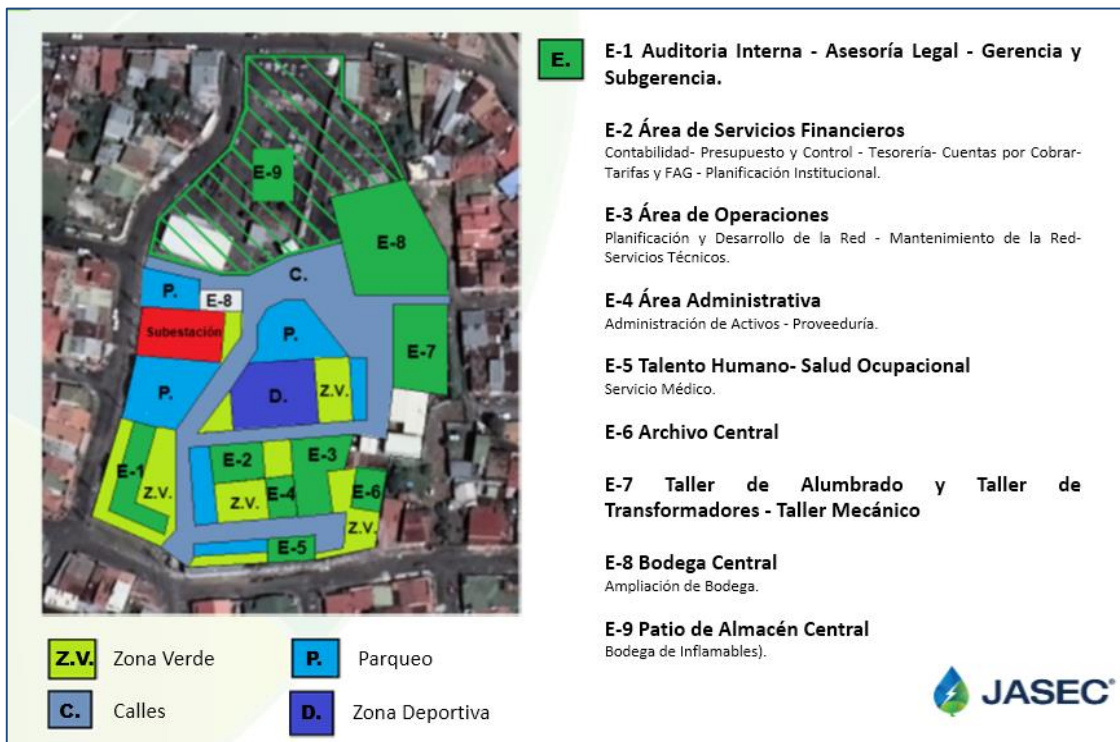 E-9
E-8
C.
P.
E-8
Subestación
P.
E-7
P.
D.
Z.V.
E-1
Z.V.
E-2
E-3
Z.V.
E-4
E-6
Z.V.
E-5
Z.V. Zona Verde
P. Parqueo
C. Calles
D. Zona Deportiva
E.
E-1 Auditoria Interna - Asesoría Legal - Gerencia y
Subgerencia.
E-2 Área de Servicios Financieros
Contabilidad- Presupuesto y Control - Tesorería- Cuentas por Cobrar-
Tarifas y FAG - Planificación Institucional.
E-3 Área de Operaciones
Planificación y Desarrollo de la Red - Mantenimiento de la Red-
Servicios Técnicos.
E-4 Área Administrativa
Administración de Activos - Proveeduría.
E-5 Talento Humano- Salud Ocupacional
Servicio Médico.
E-6 Archivo Central
E-7 Taller de Alumbrado y Taller de
Transformadores - Taller Mecánico
E-8 Bodega Central
Ampliación de Bodega.
E-9 Patio de Almacén Central
Bodega de Inflamables).
JASEC®